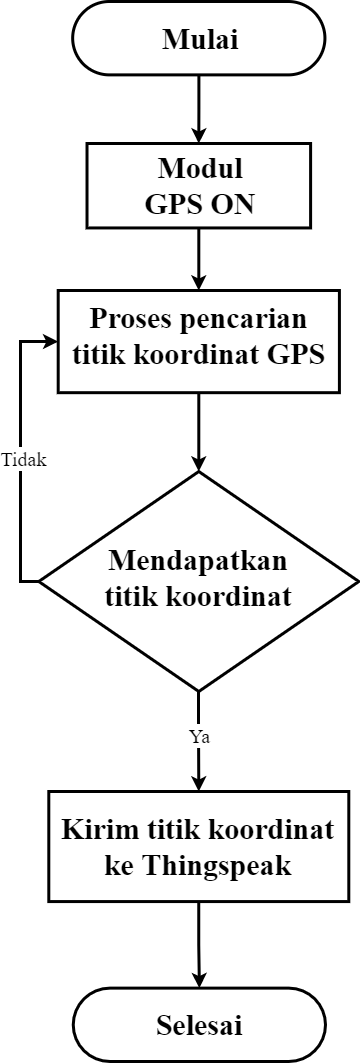 Mulai
Modul
GPS ON
Proses pencarian
titik koordinat GPS
Tidak
Mendapatkan
titik koordinat
Ya
Kirim titik koordinat
ke Thingspeak
Selesai